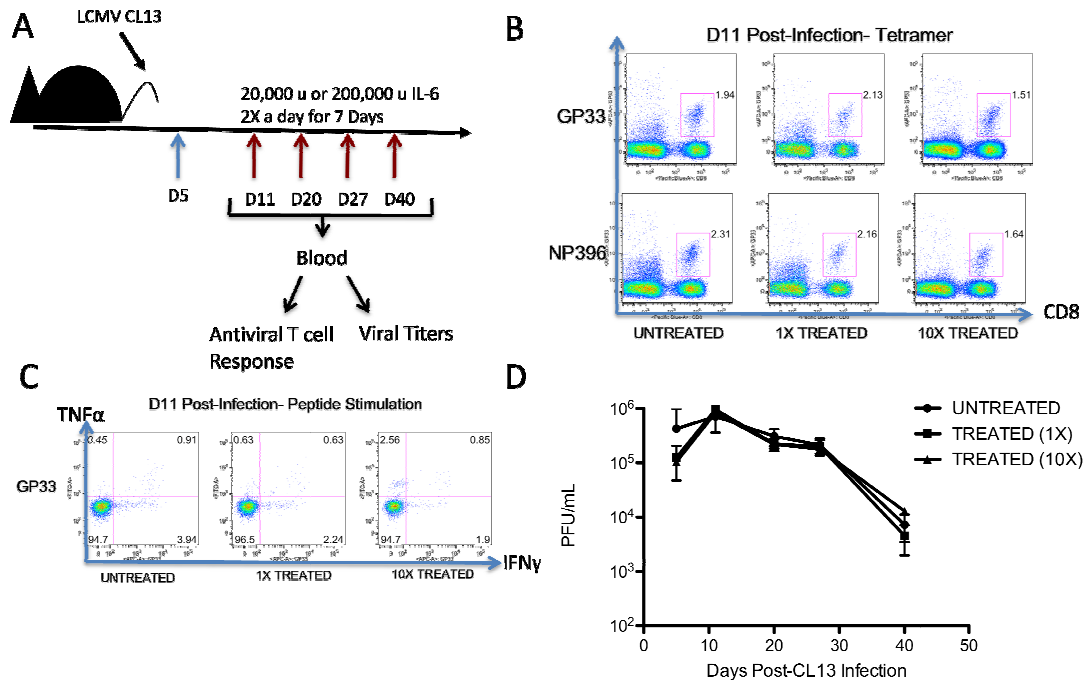 A
LCMV CL13
20,000 u or 200,000 u IL-6
2X a day for 7 Days
D5
D11
D20
D27
D40
Blood
Antiviral T cell
Response
Viral Titers
B
D11 Post-Infection- Tetramer
GP33
1.94
2.13
1.51
NP396
2.31
2.16
1.64
CD8
UNTREATED
1X TREATED
10X TREATED
C
D11 Post-Infection- Peptide Stimulation
TNFα
GP33
0.45
0.91
94.7
3.94
0.63
0.63
96.5
2.24
2.56
0.85
94.7
1.9
IFNγ
UNTREATED
1X TREATED
10X TREATED
D
PFU/mL
10⁶
10⁵
10⁴
10³
10²
0
10
20
30
40
50
Days Post-CL13 Infection
UNTREATED
TREATED (1X)
TREATED (10X)